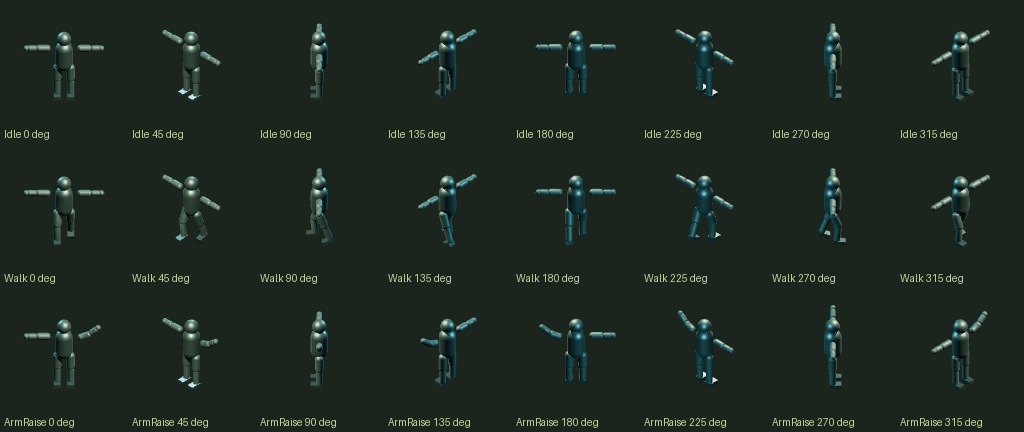 Idle 0 deg Idle 45 deg Idle 90 deg Idle 135 deg Idle 180 deg Idle 225 deg Idle 270 deg Idle 315 deg
Walk 0 deg Walk 45 deg Walk 90 deg Walk 135 deg Walk 180 deg Walk 225 deg Walk 270 deg Walk 315 deg
ArmRaise 0 deg ArmRaise 45 deg ArmRaise 90 deg ArmRaise 135 deg ArmRaise 180 deg ArmRaise 225 deg ArmRaise 270 deg ArmRaise 315 deg